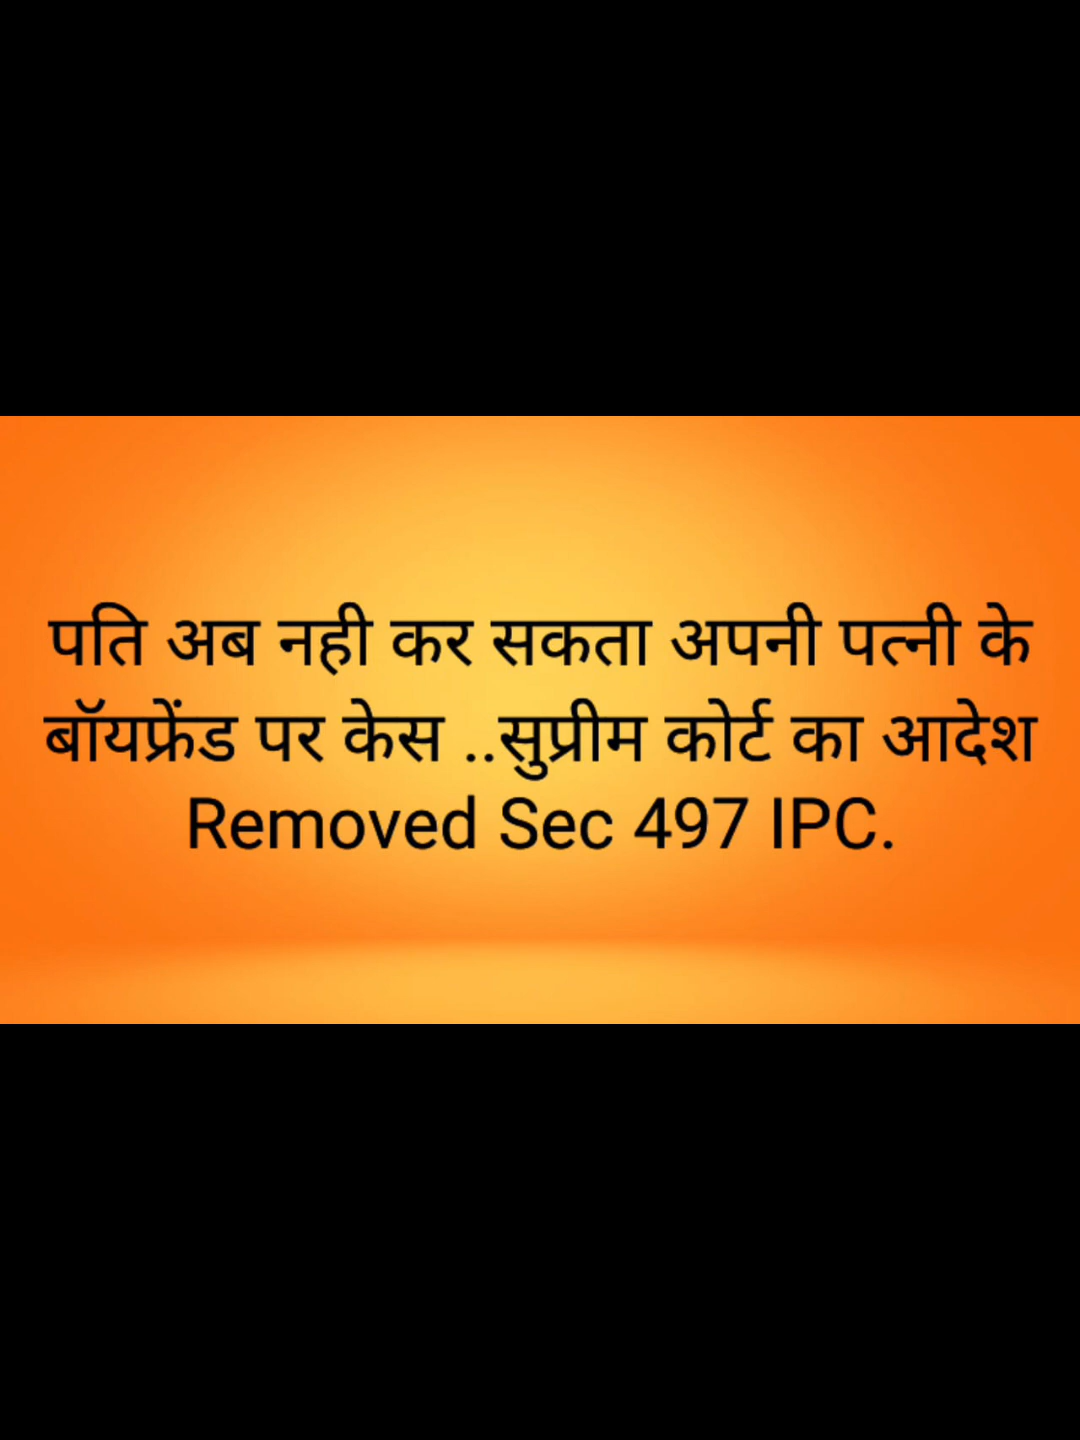 पति अब नही कर सकता अपनी पत्नी के
बॉयफ्रेंड पर केस ..सुप्रीम कोर्ट का आदेश
Removed Sec 497 IPC.